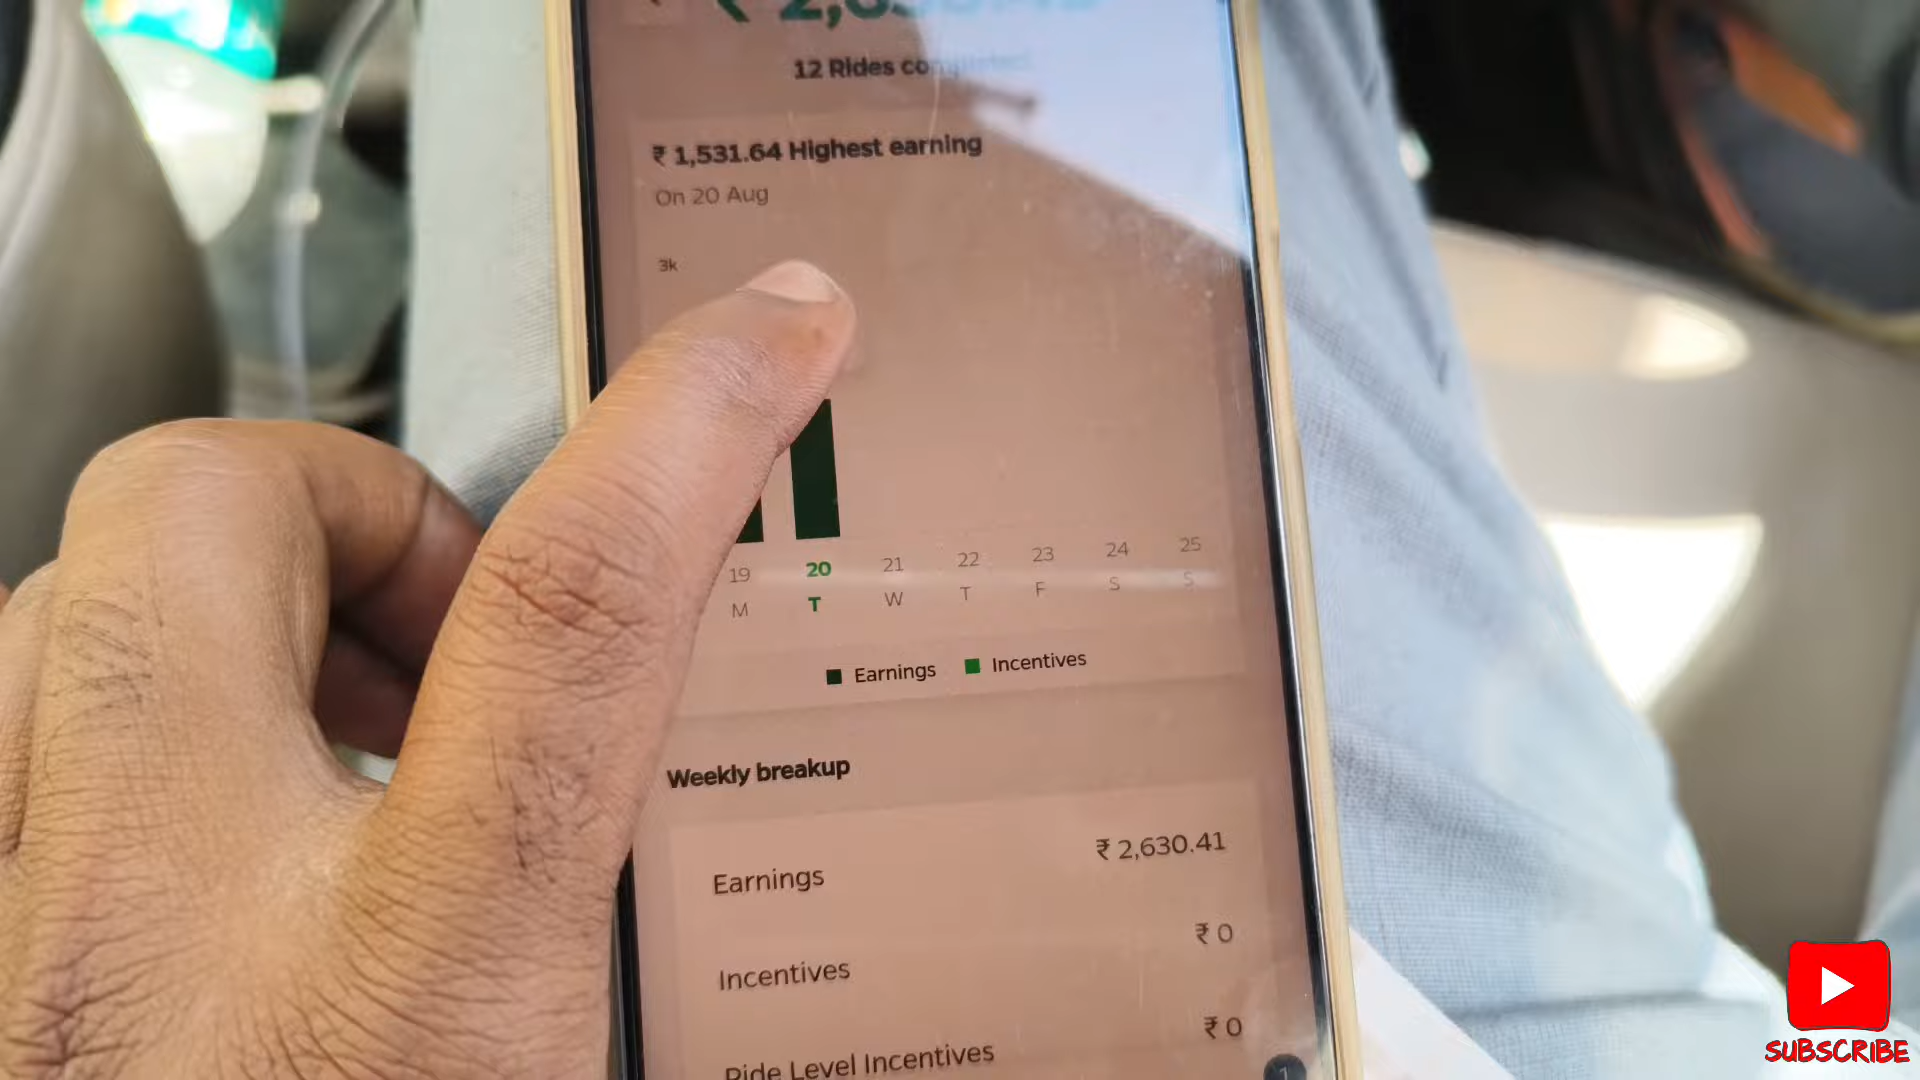 12 Rides completed
₹ 1,531.64 Highest earning
On 20 Aug
3k
19 20 21 22 23 24 25
M T W T F S S
Earnings Incentives
Weekly breakup
Earnings ₹ 2,630.41
Incentives ₹ 0
Ride Level Incentives ₹ 0
SUBSCRIBE